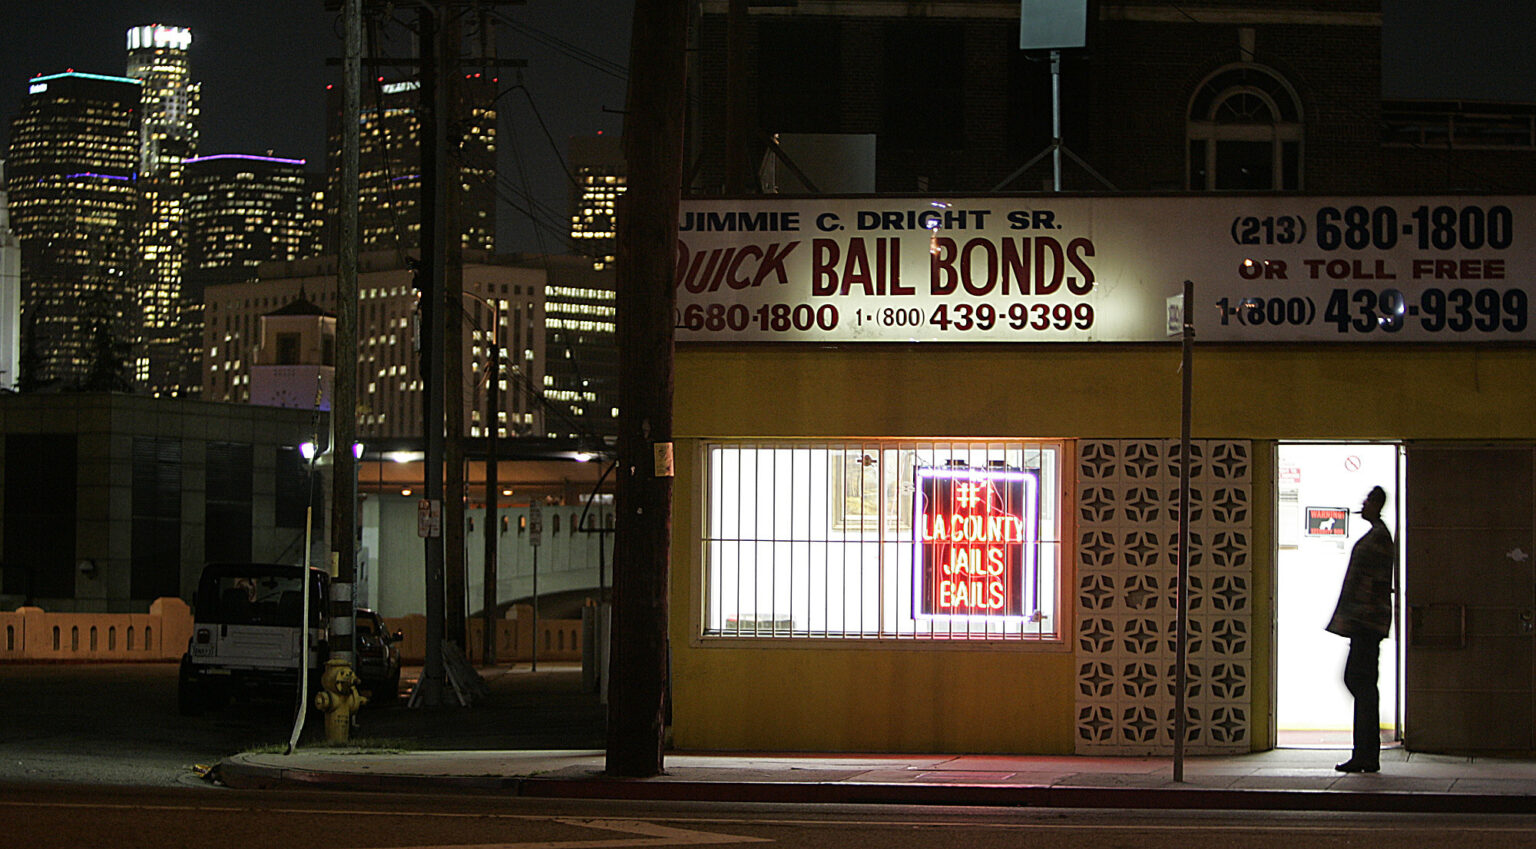 JIMMIE C. DRIGHT SR.
QUICK BAIL BONDS
680-1800 1-(800) 439-9399
(213) 680-1800
OR TOLL FREE
1-(800) 439-9399
#1
LA COUNTY
JAILS
BAILS
WARNING!